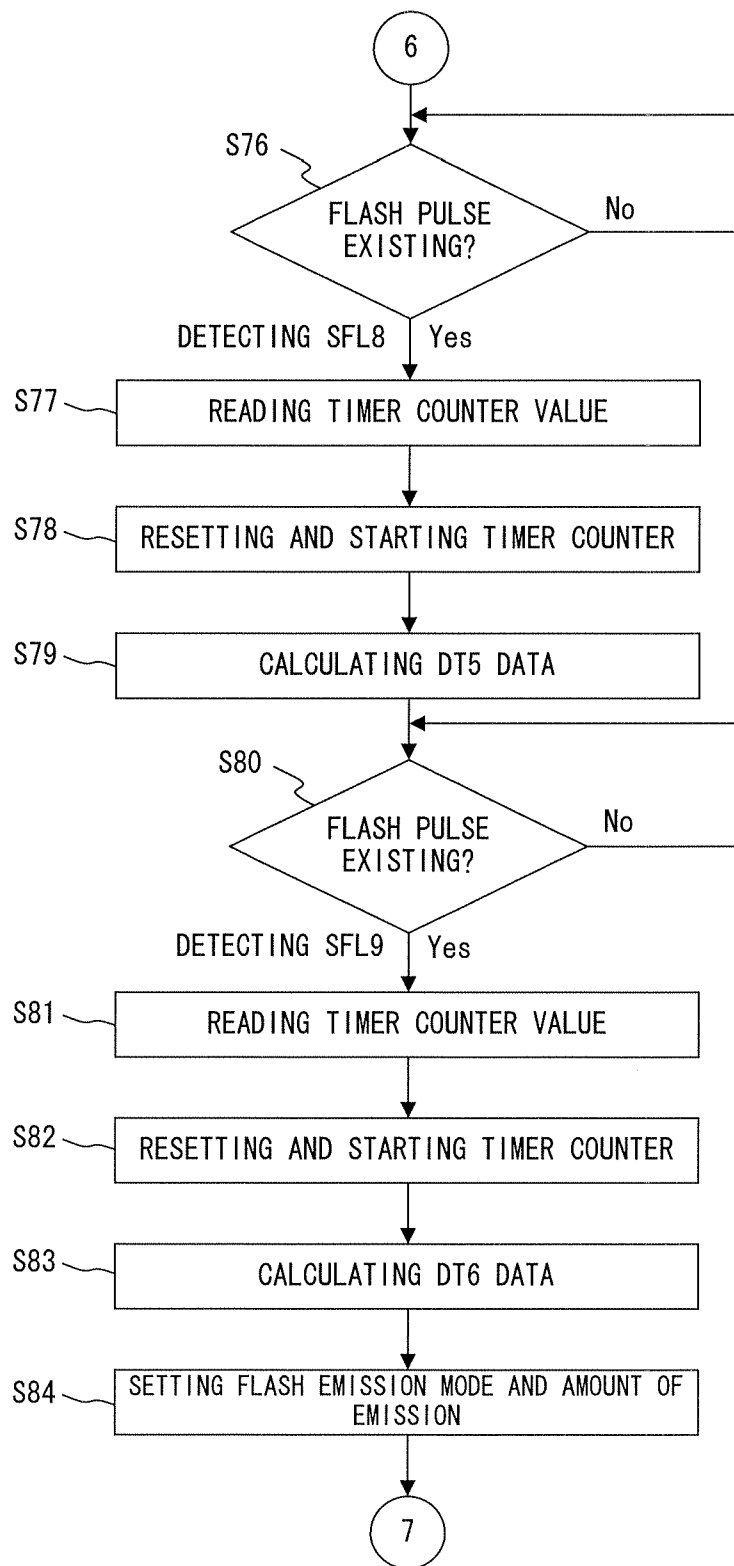 6
S76
FLASH PULSE
EXISTING?
No
DETECTING SFL8
Yes
S77
READING TIMER COUNTER VALUE
S78
RESETTING AND STARTING TIMER COUNTER
S79
CALCULATING DT5 DATA
S80
FLASH PULSE
EXISTING?
No
DETECTING SFL9
Yes
S81
READING TIMER COUNTER VALUE
S82
RESETTING AND STARTING TIMER COUNTER
S83
CALCULATING DT6 DATA
S84
SETTING FLASH EMISSION MODE AND AMOUNT OF
EMISSION
7